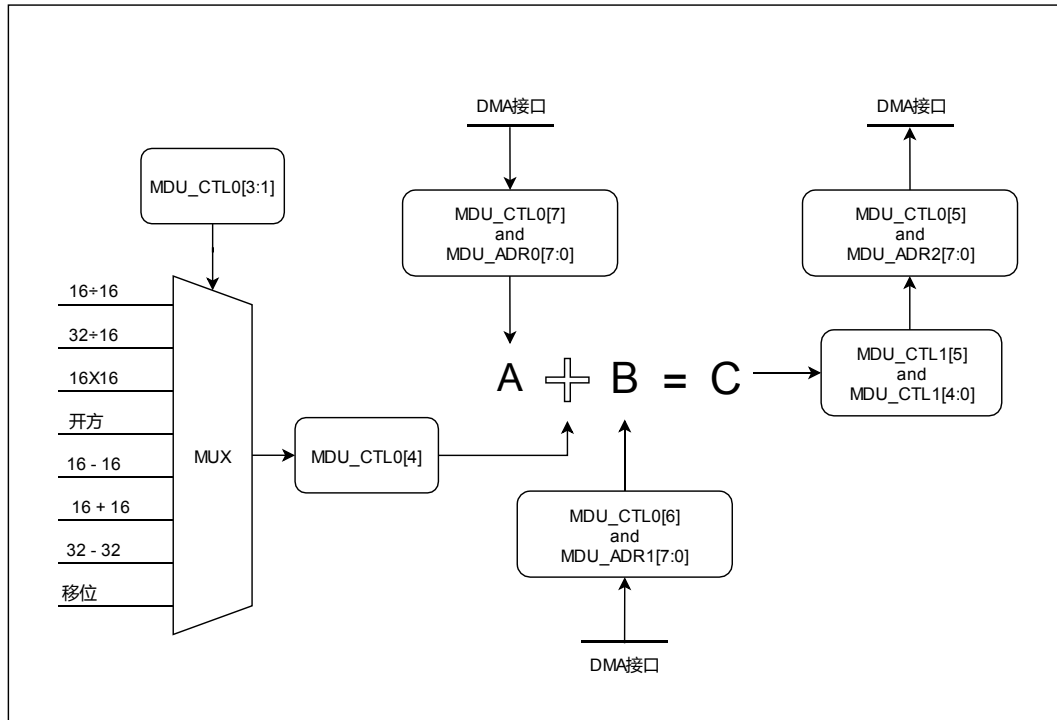 DMA接口
DMA接口
MDU_CTL0[3:1]
MDU_CTL0[7]
and
MDU_ADR0[7:0]
MDU_CTL0[5]
and
MDU_ADR2[7:0]
16÷16
32÷16
16X16
开方
16 - 16
16 + 16
32 - 32
移位
MUX
MDU_CTL0[4]
A + B = C
MDU_CTL1[5]
and
MDU_CTL1[4:0]
MDU_CTL0[6]
and
MDU_ADR1[7:0]
DMA接口